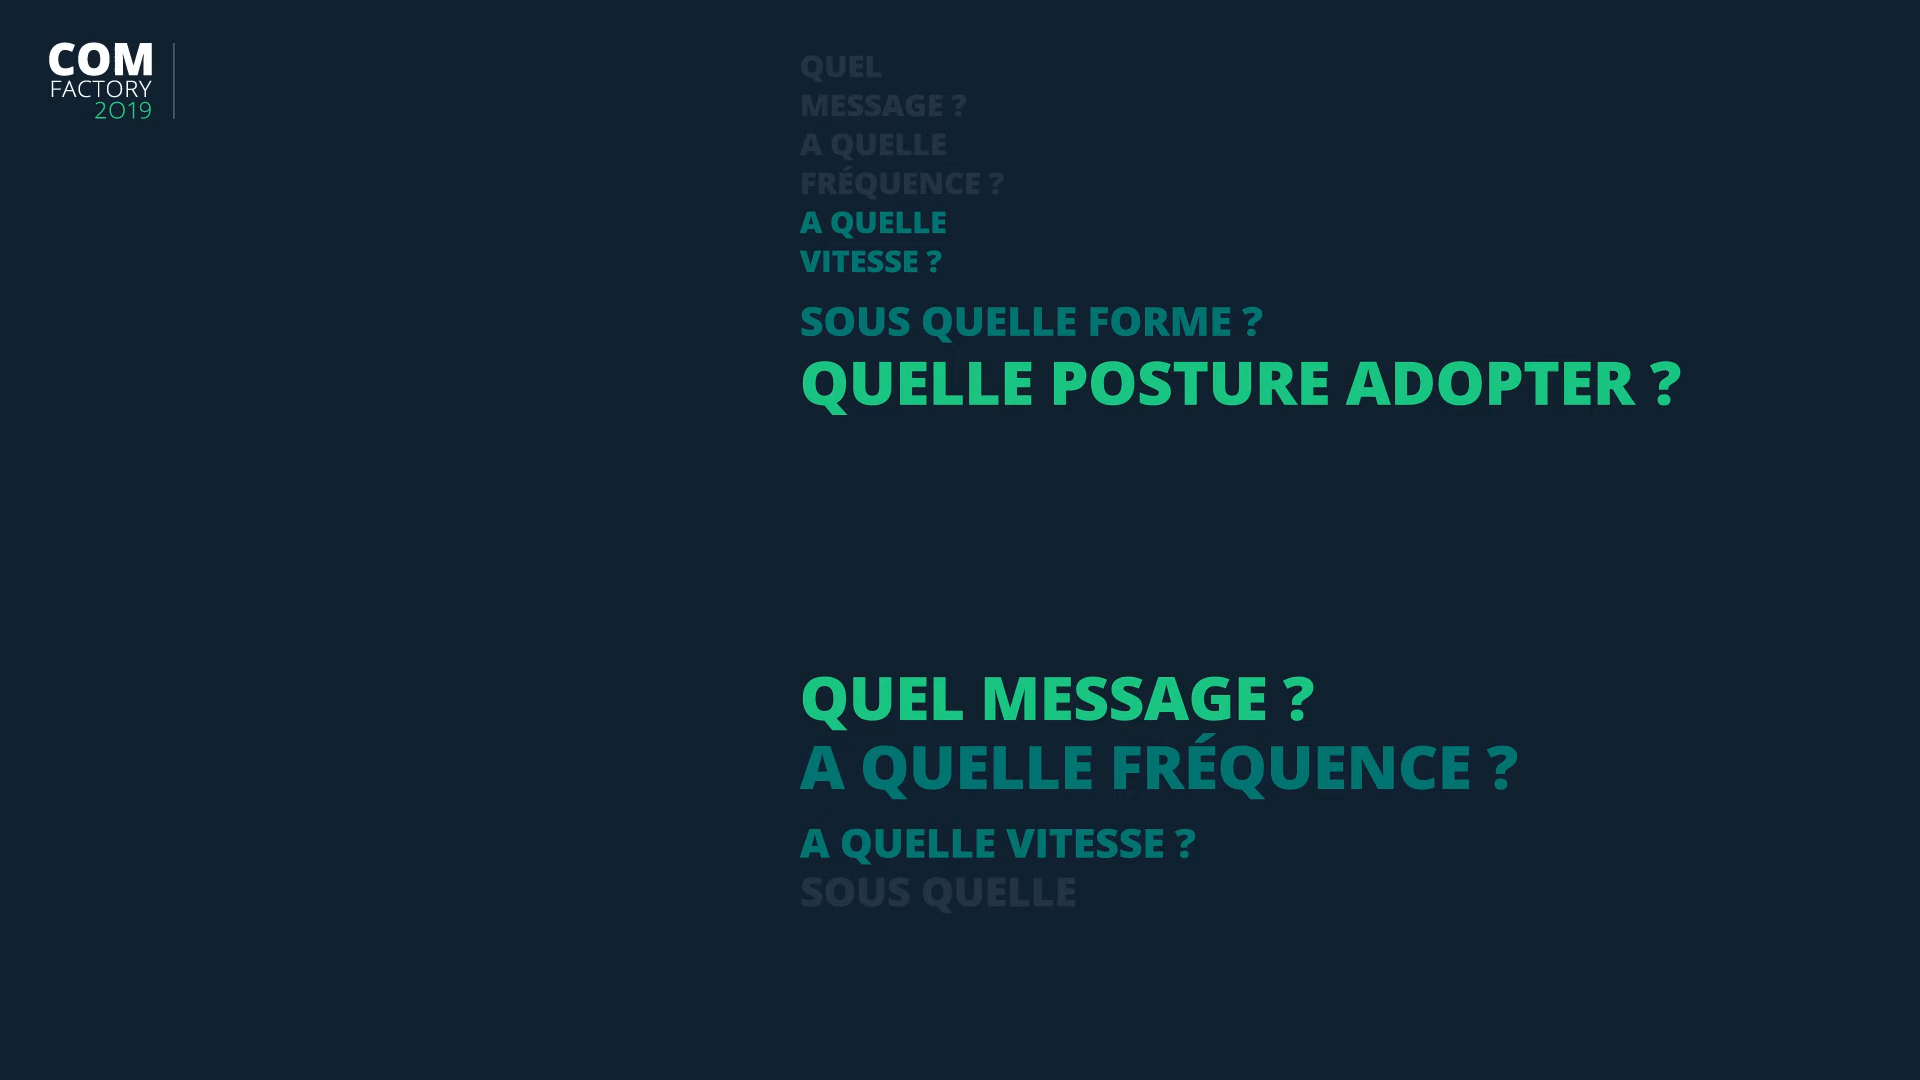 COM
FACTORY
2019
QUEL
MESSAGE ?
A QUELLE
FRÉQUENCE ?
A QUELLE
VITESSE ?
SOUS QUELLE FORME ?
QUELLE POSTURE ADOPTER ?
QUEL MESSAGE ?
A QUELLE FRÉQUENCE ?
A QUELLE VITESSE ?
SOUS QUELLE